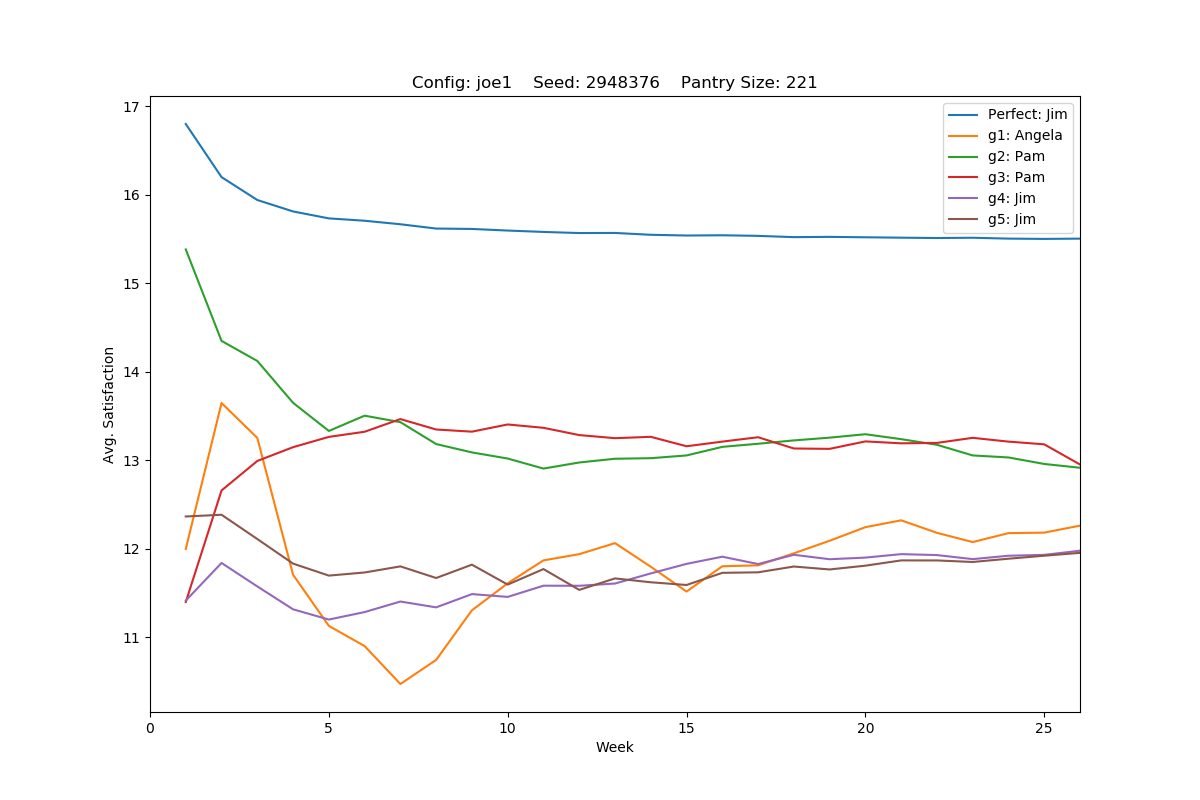 Config: joe1    Seed: 2948376    Pantry Size: 221
17
16
15
14
13
12
11
Avg. Satisfaction
Perfect: Jim
g1: Angela
g2: Pam
g3: Pam
g4: Jim
g5: Jim
0 5 10 15 20 25
Week